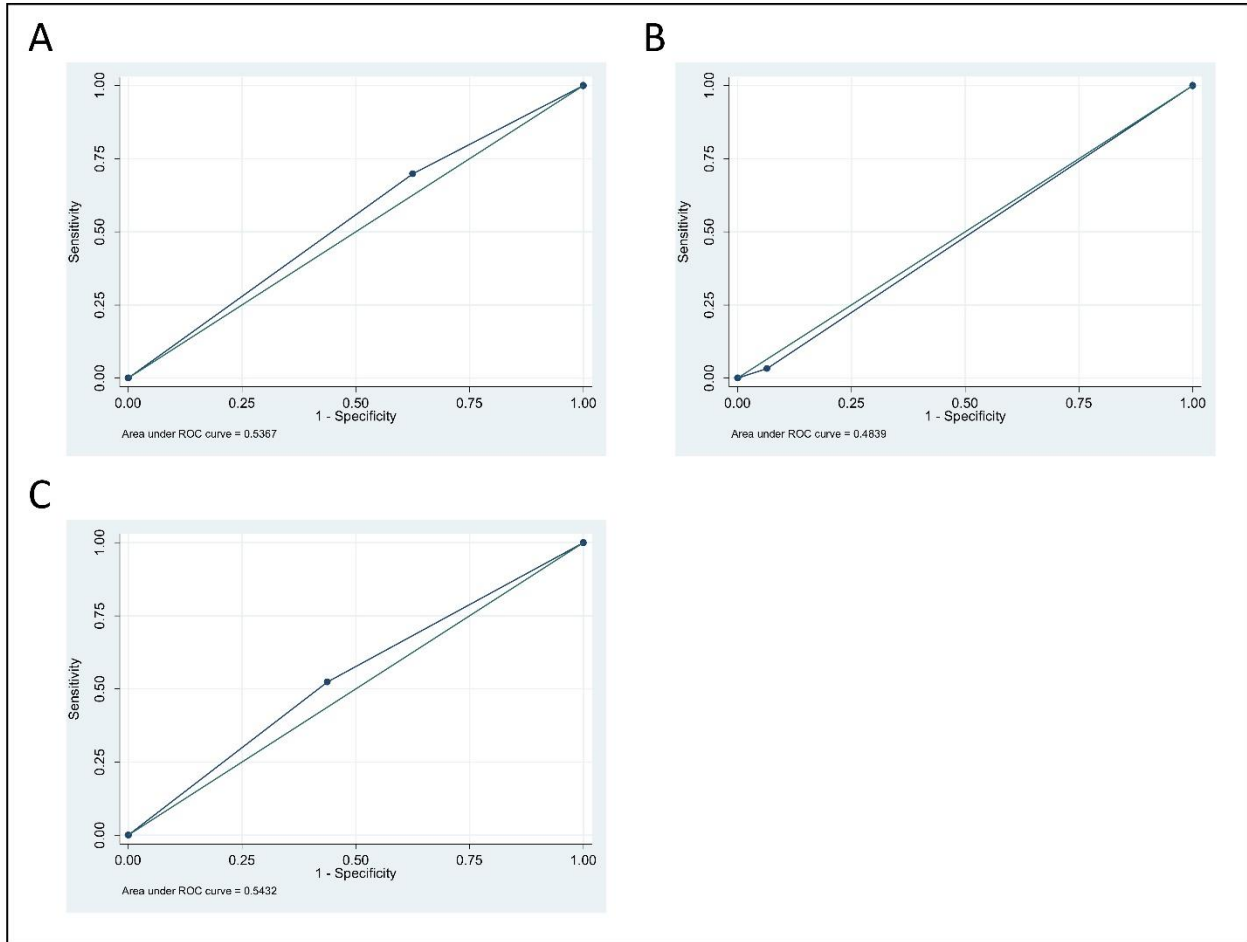 A
1.00
0.75
0.50
0.25
0.00
Sensitivity
0.00 0.25 0.50 0.75 1.00
1 - Specificity
Area under ROC curve = 0.5367
B
1.00
0.75
0.50
0.25
0.00
Sensitivity
0.00 0.25 0.50 0.75 1.00
1 - Specificity
Area under ROC curve = 0.4839
C
1.00
0.75
0.50
0.25
0.00
Sensitivity
0.00 0.25 0.50 0.75 1.00
1 - Specificity
Area under ROC curve = 0.5432